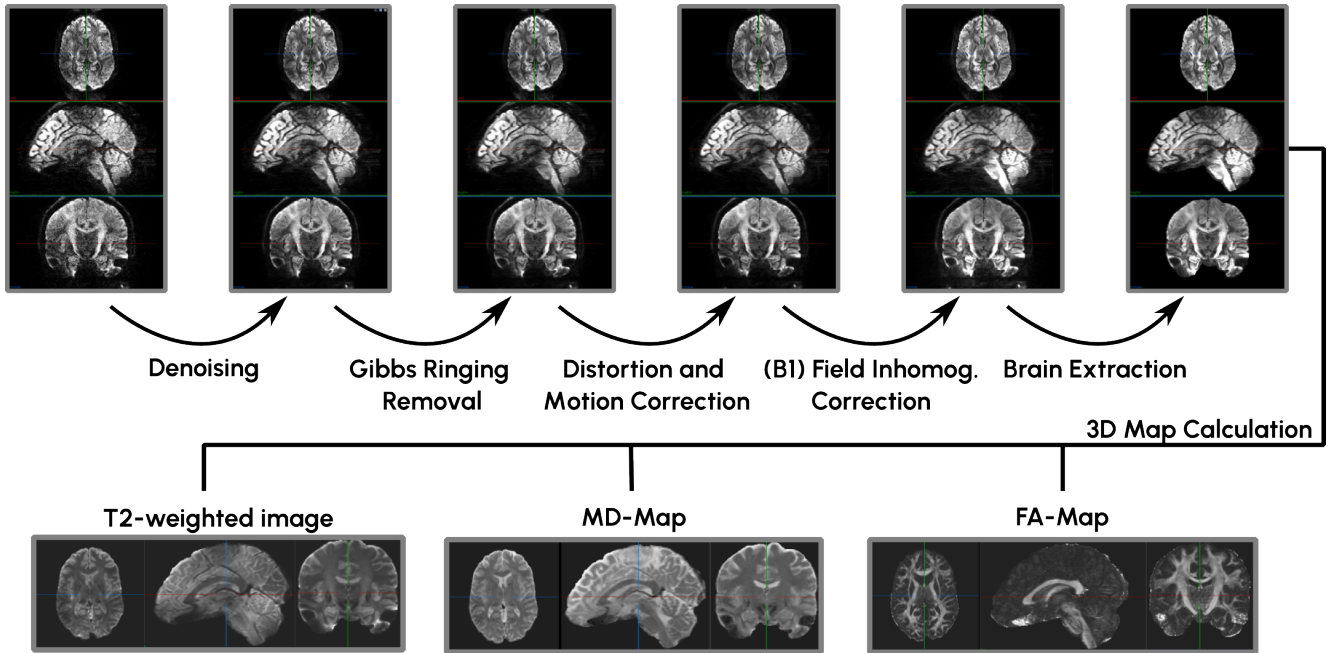 Denoising
Gibbs Ringing
Removal
Distortion and
Motion Correction
(B1) Field Inhomog.
Correction
Brain Extraction
3D Map Calculation
T2-weighted image
MD-Map
FA-Map